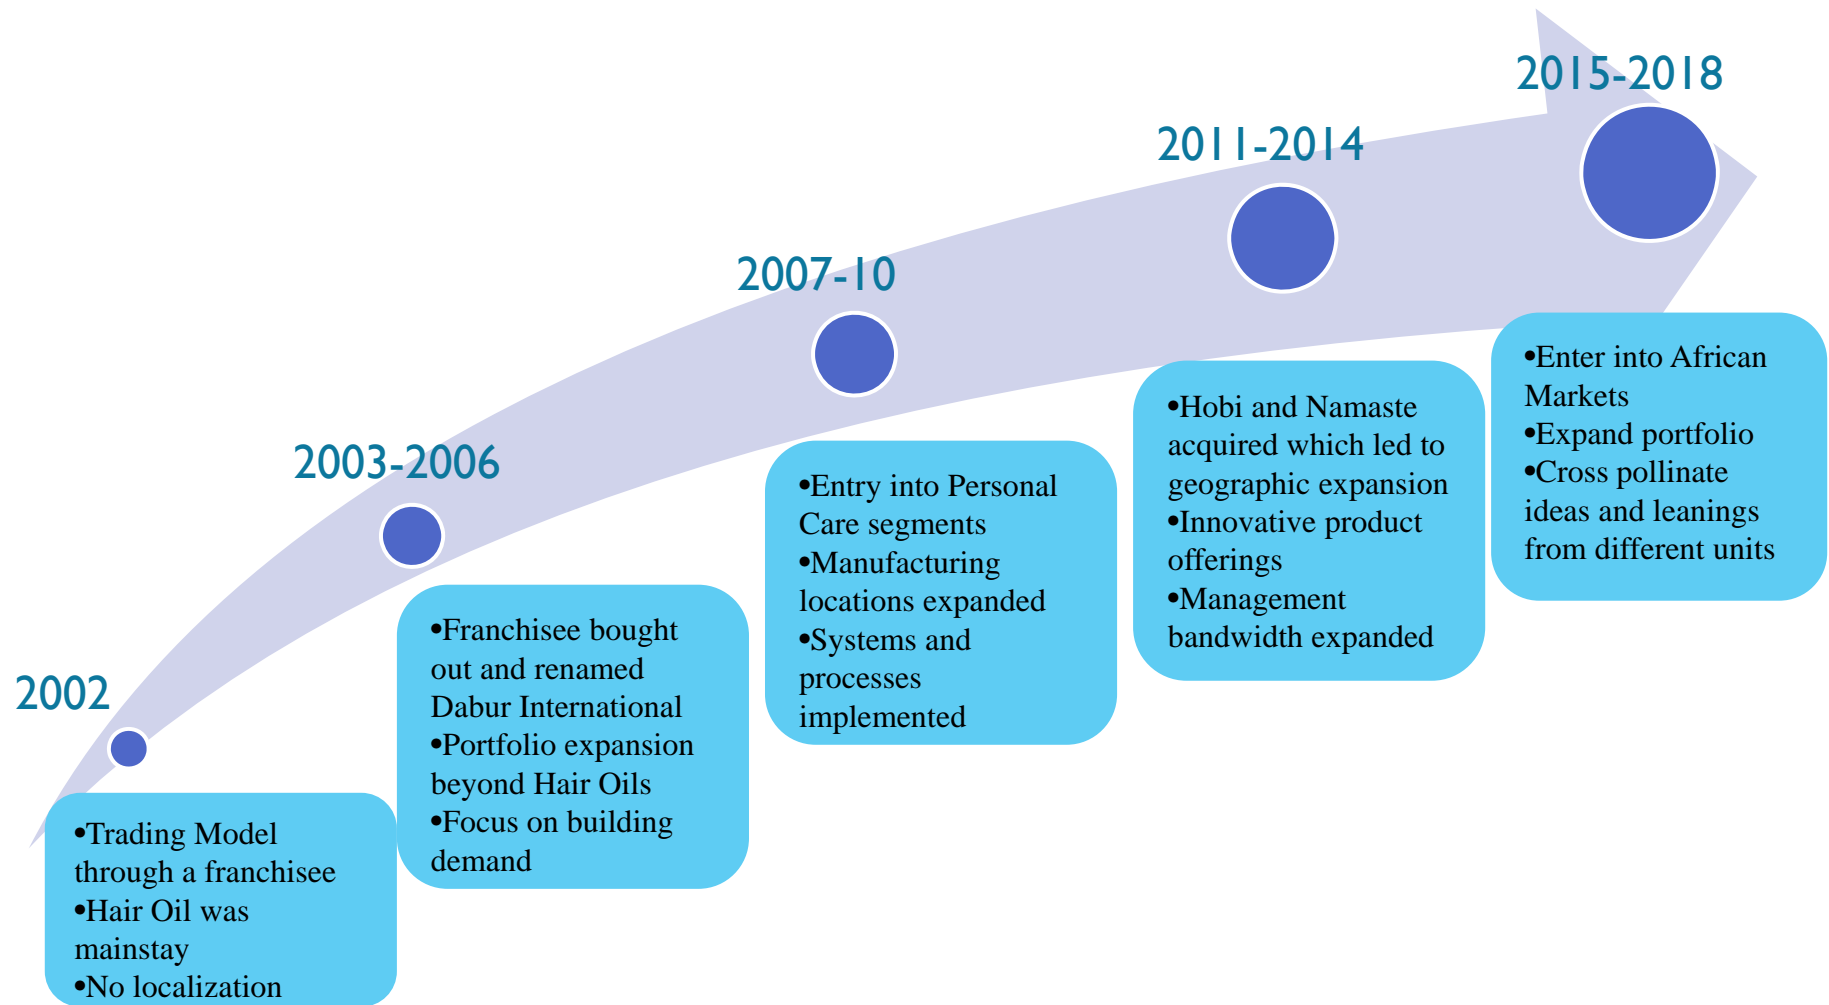 2002
•Trading Model
through a franchisee
•Hair Oil was
mainstay
•No localization
2003-2006
•Franchisee bought
out and renamed
Dabur International
•Portfolio expansion
beyond Hair Oils
•Focus on building
demand
2007-10
•Entry into Personal
Care segments
•Manufacturing
locations expanded
•Systems and
processes
implemented
2011-2014
•Hobi and Namaste
acquired which led to
geographic expansion
•Innovative product
offerings
•Management
bandwidth expanded
2015-2018
•Enter into African
Markets
•Expand portfolio
•Cross pollinate
ideas and leanings
from different units